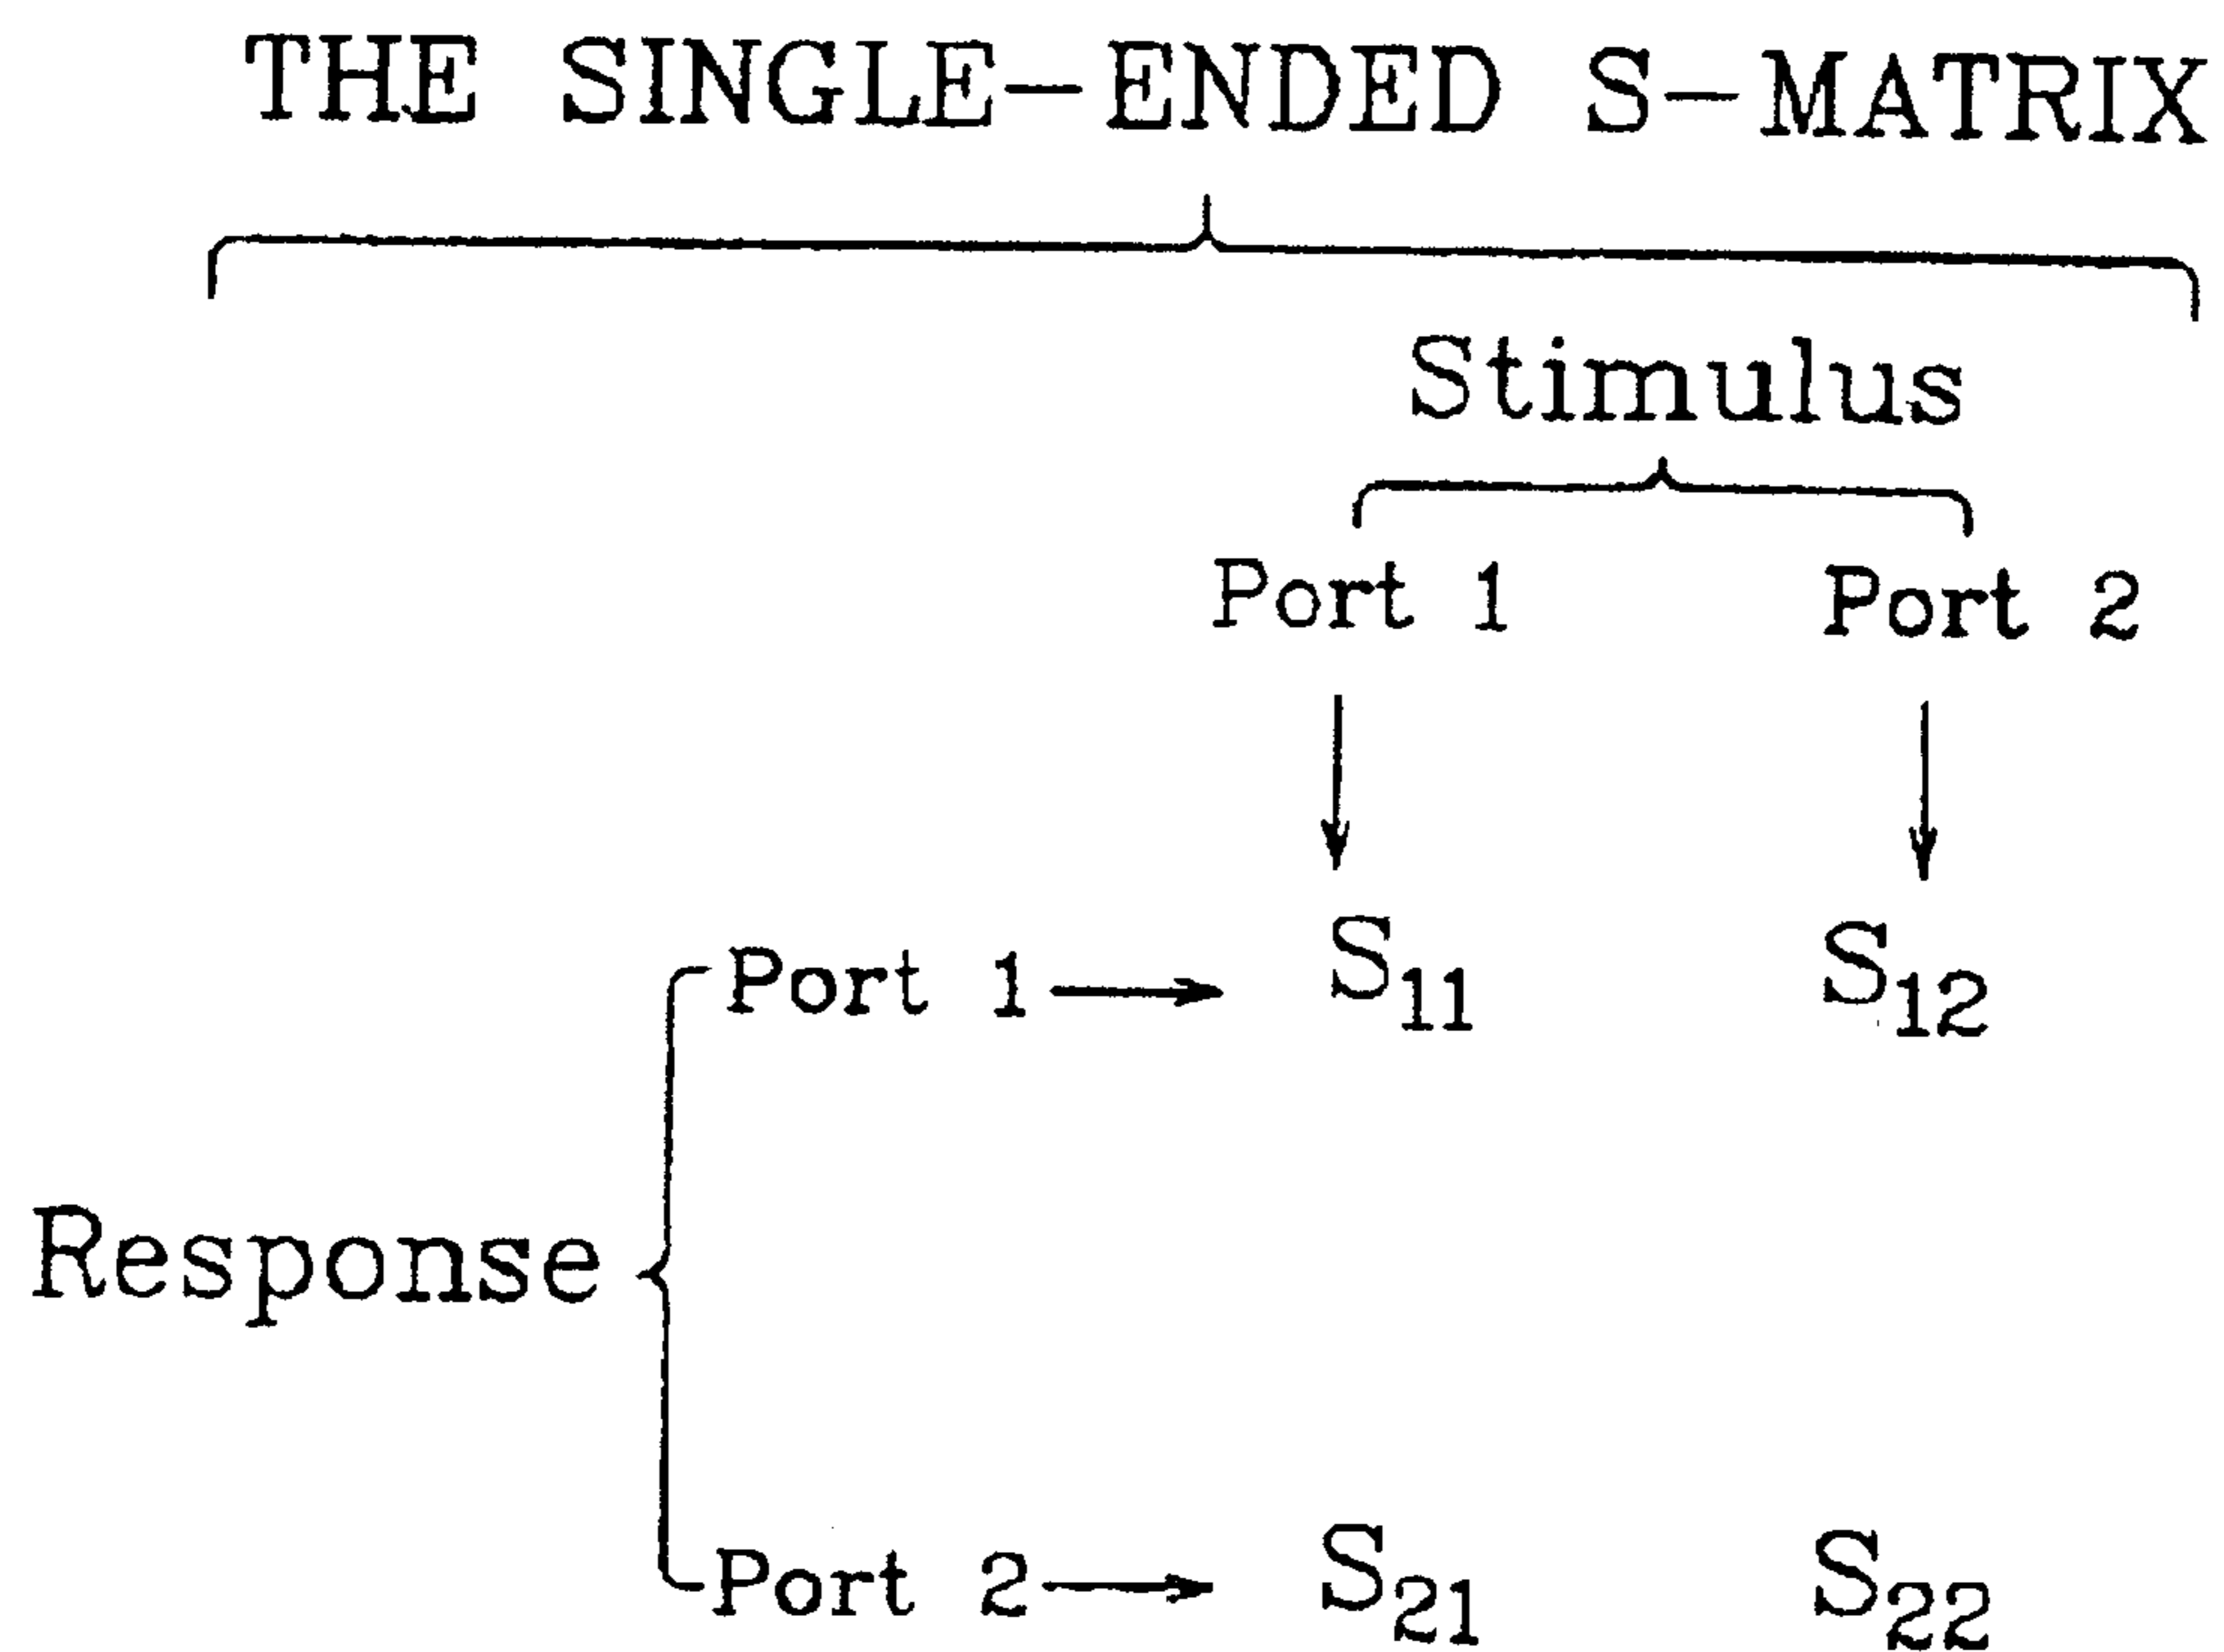 THE SINGLE-ENDED S-MATRIX
Stimulus
Port 1 Port 2
Port 1 S11 S12
Response
Port 2 S21 S22